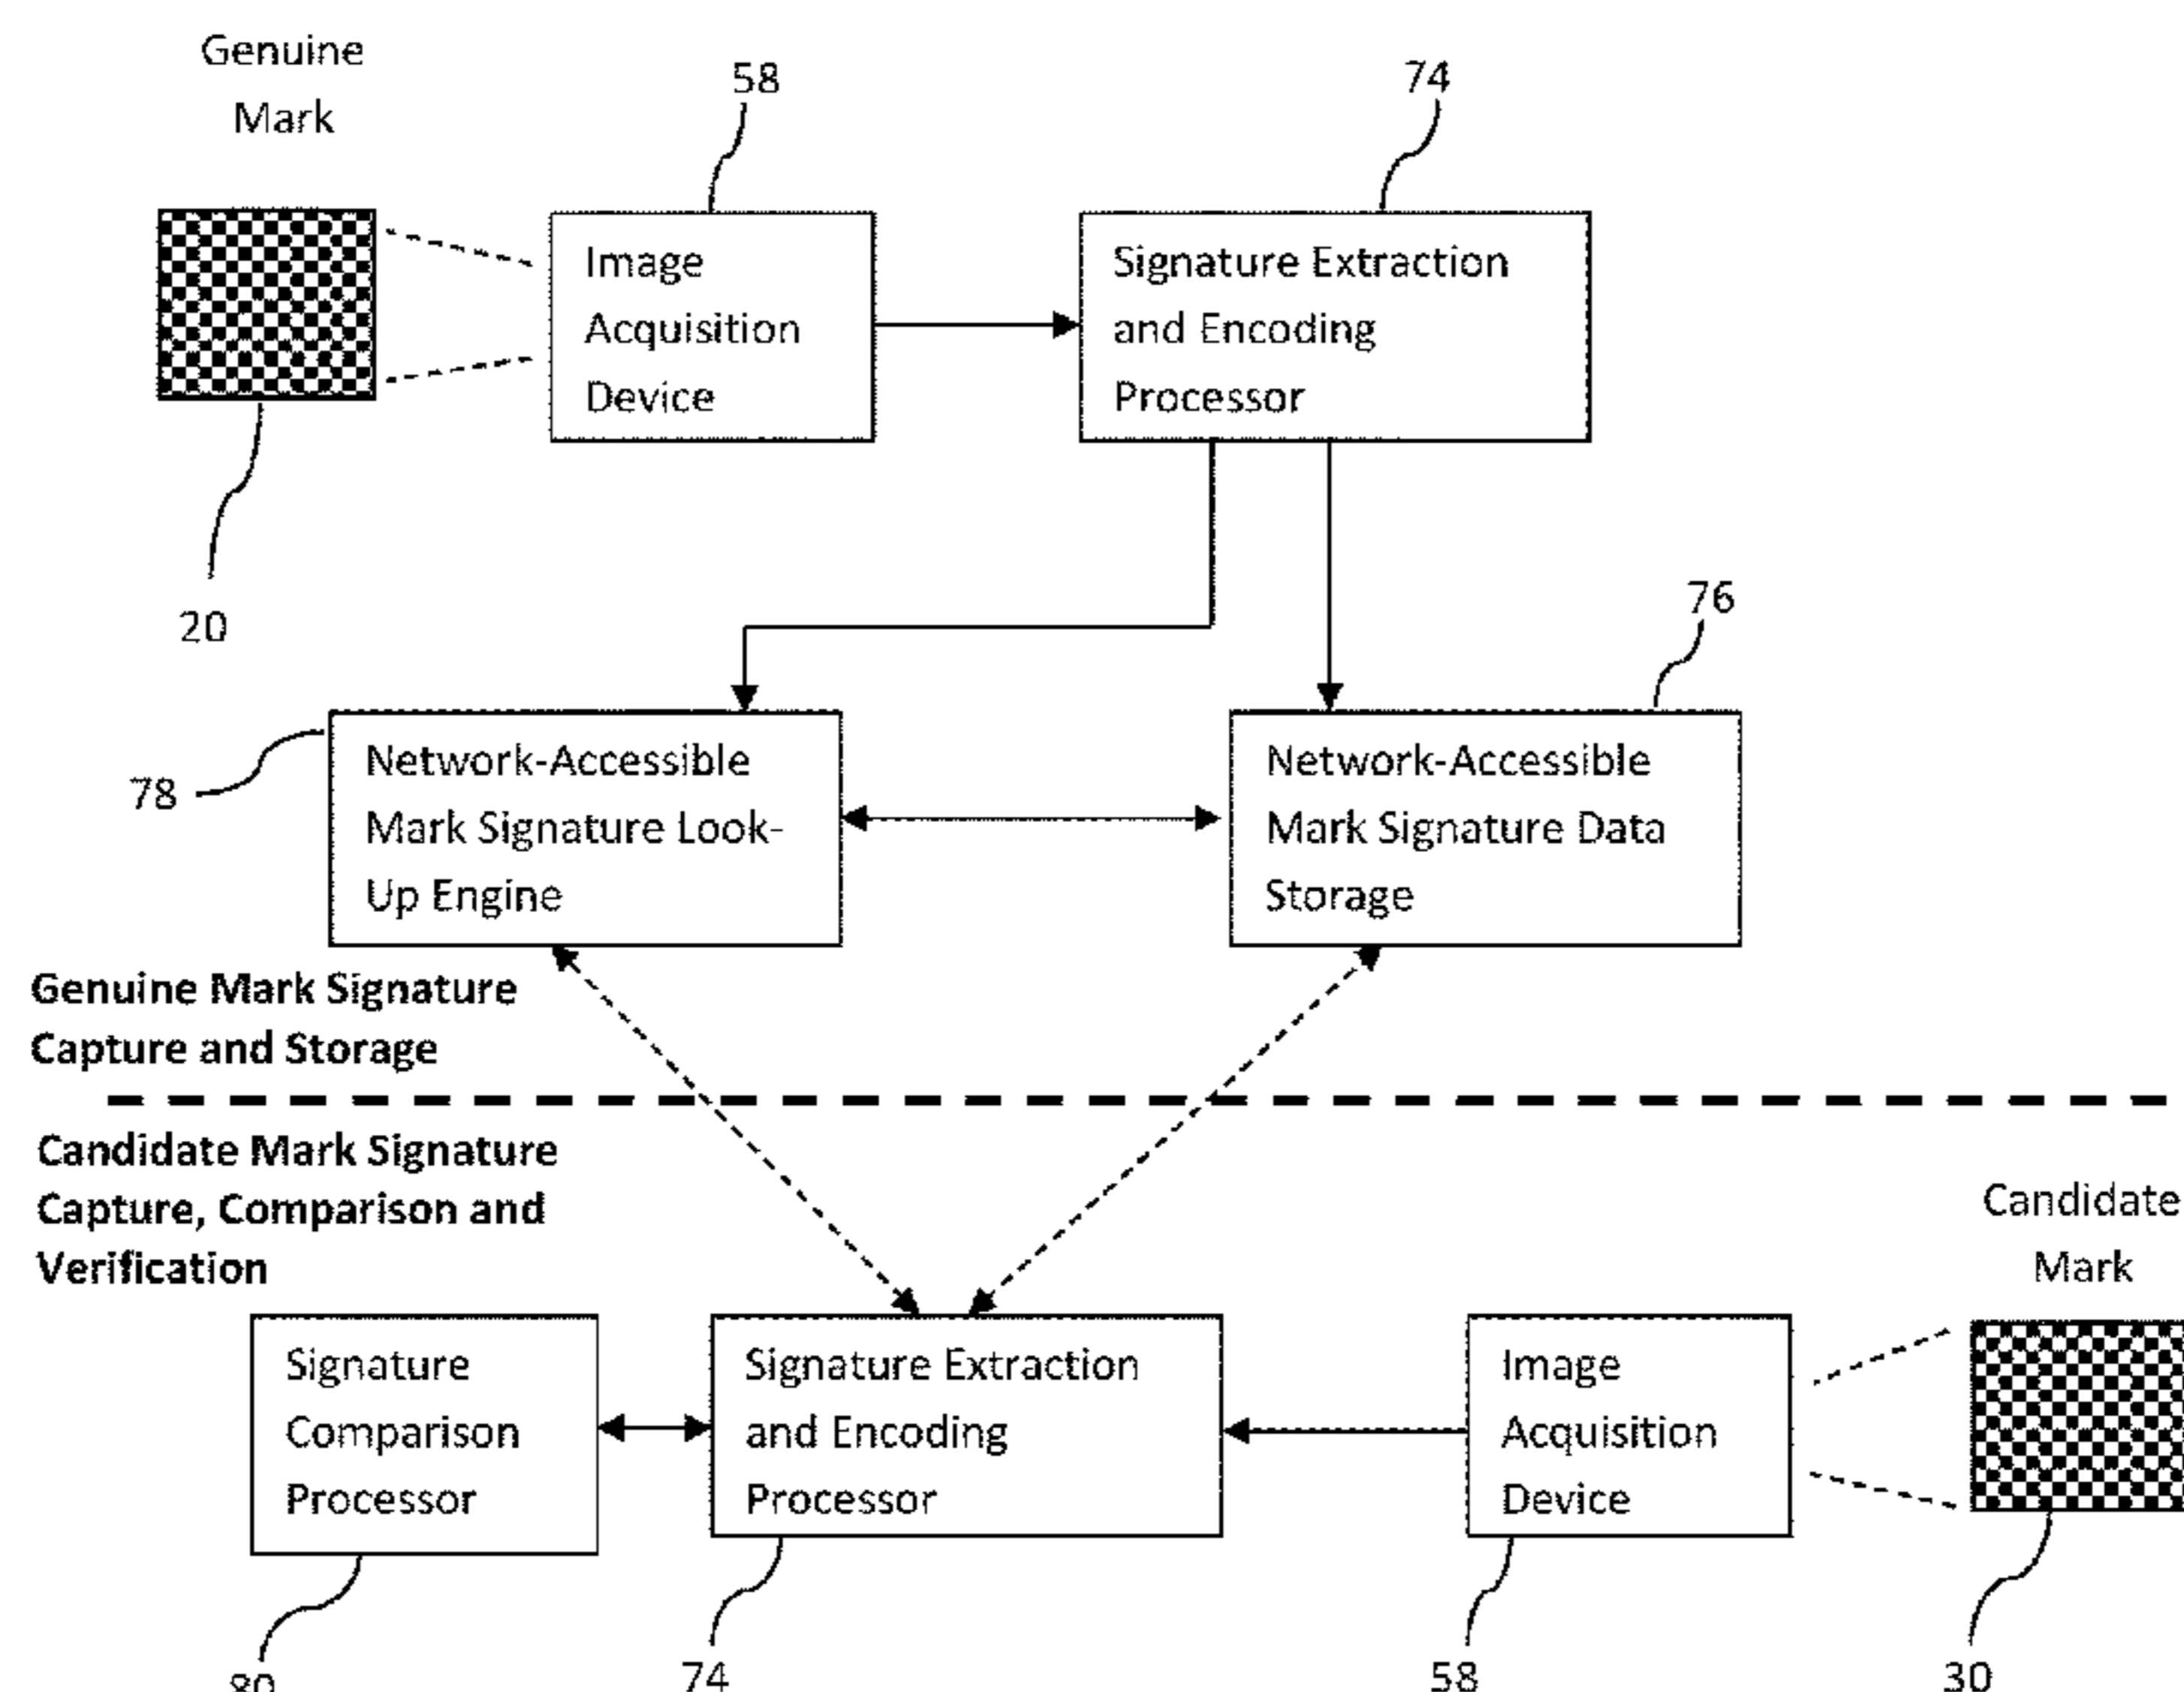 Genuine
Mark
58
74
Image
Acquisition
Device
Signature Extraction
and Encoding
Processor
20
76
78
Network-Accessible
Mark Signature Look-
Up Engine
Network-Accessible
Mark Signature Data
Storage
Genuine Mark Signature
Capture and Storage
Candidate Mark Signature
Capture, Comparison and
Verification
Candidate
Mark
Signature
Comparison
Processor
Signature Extraction
and Encoding
Processor
Image
Acquisition
Device
80
74
58
30